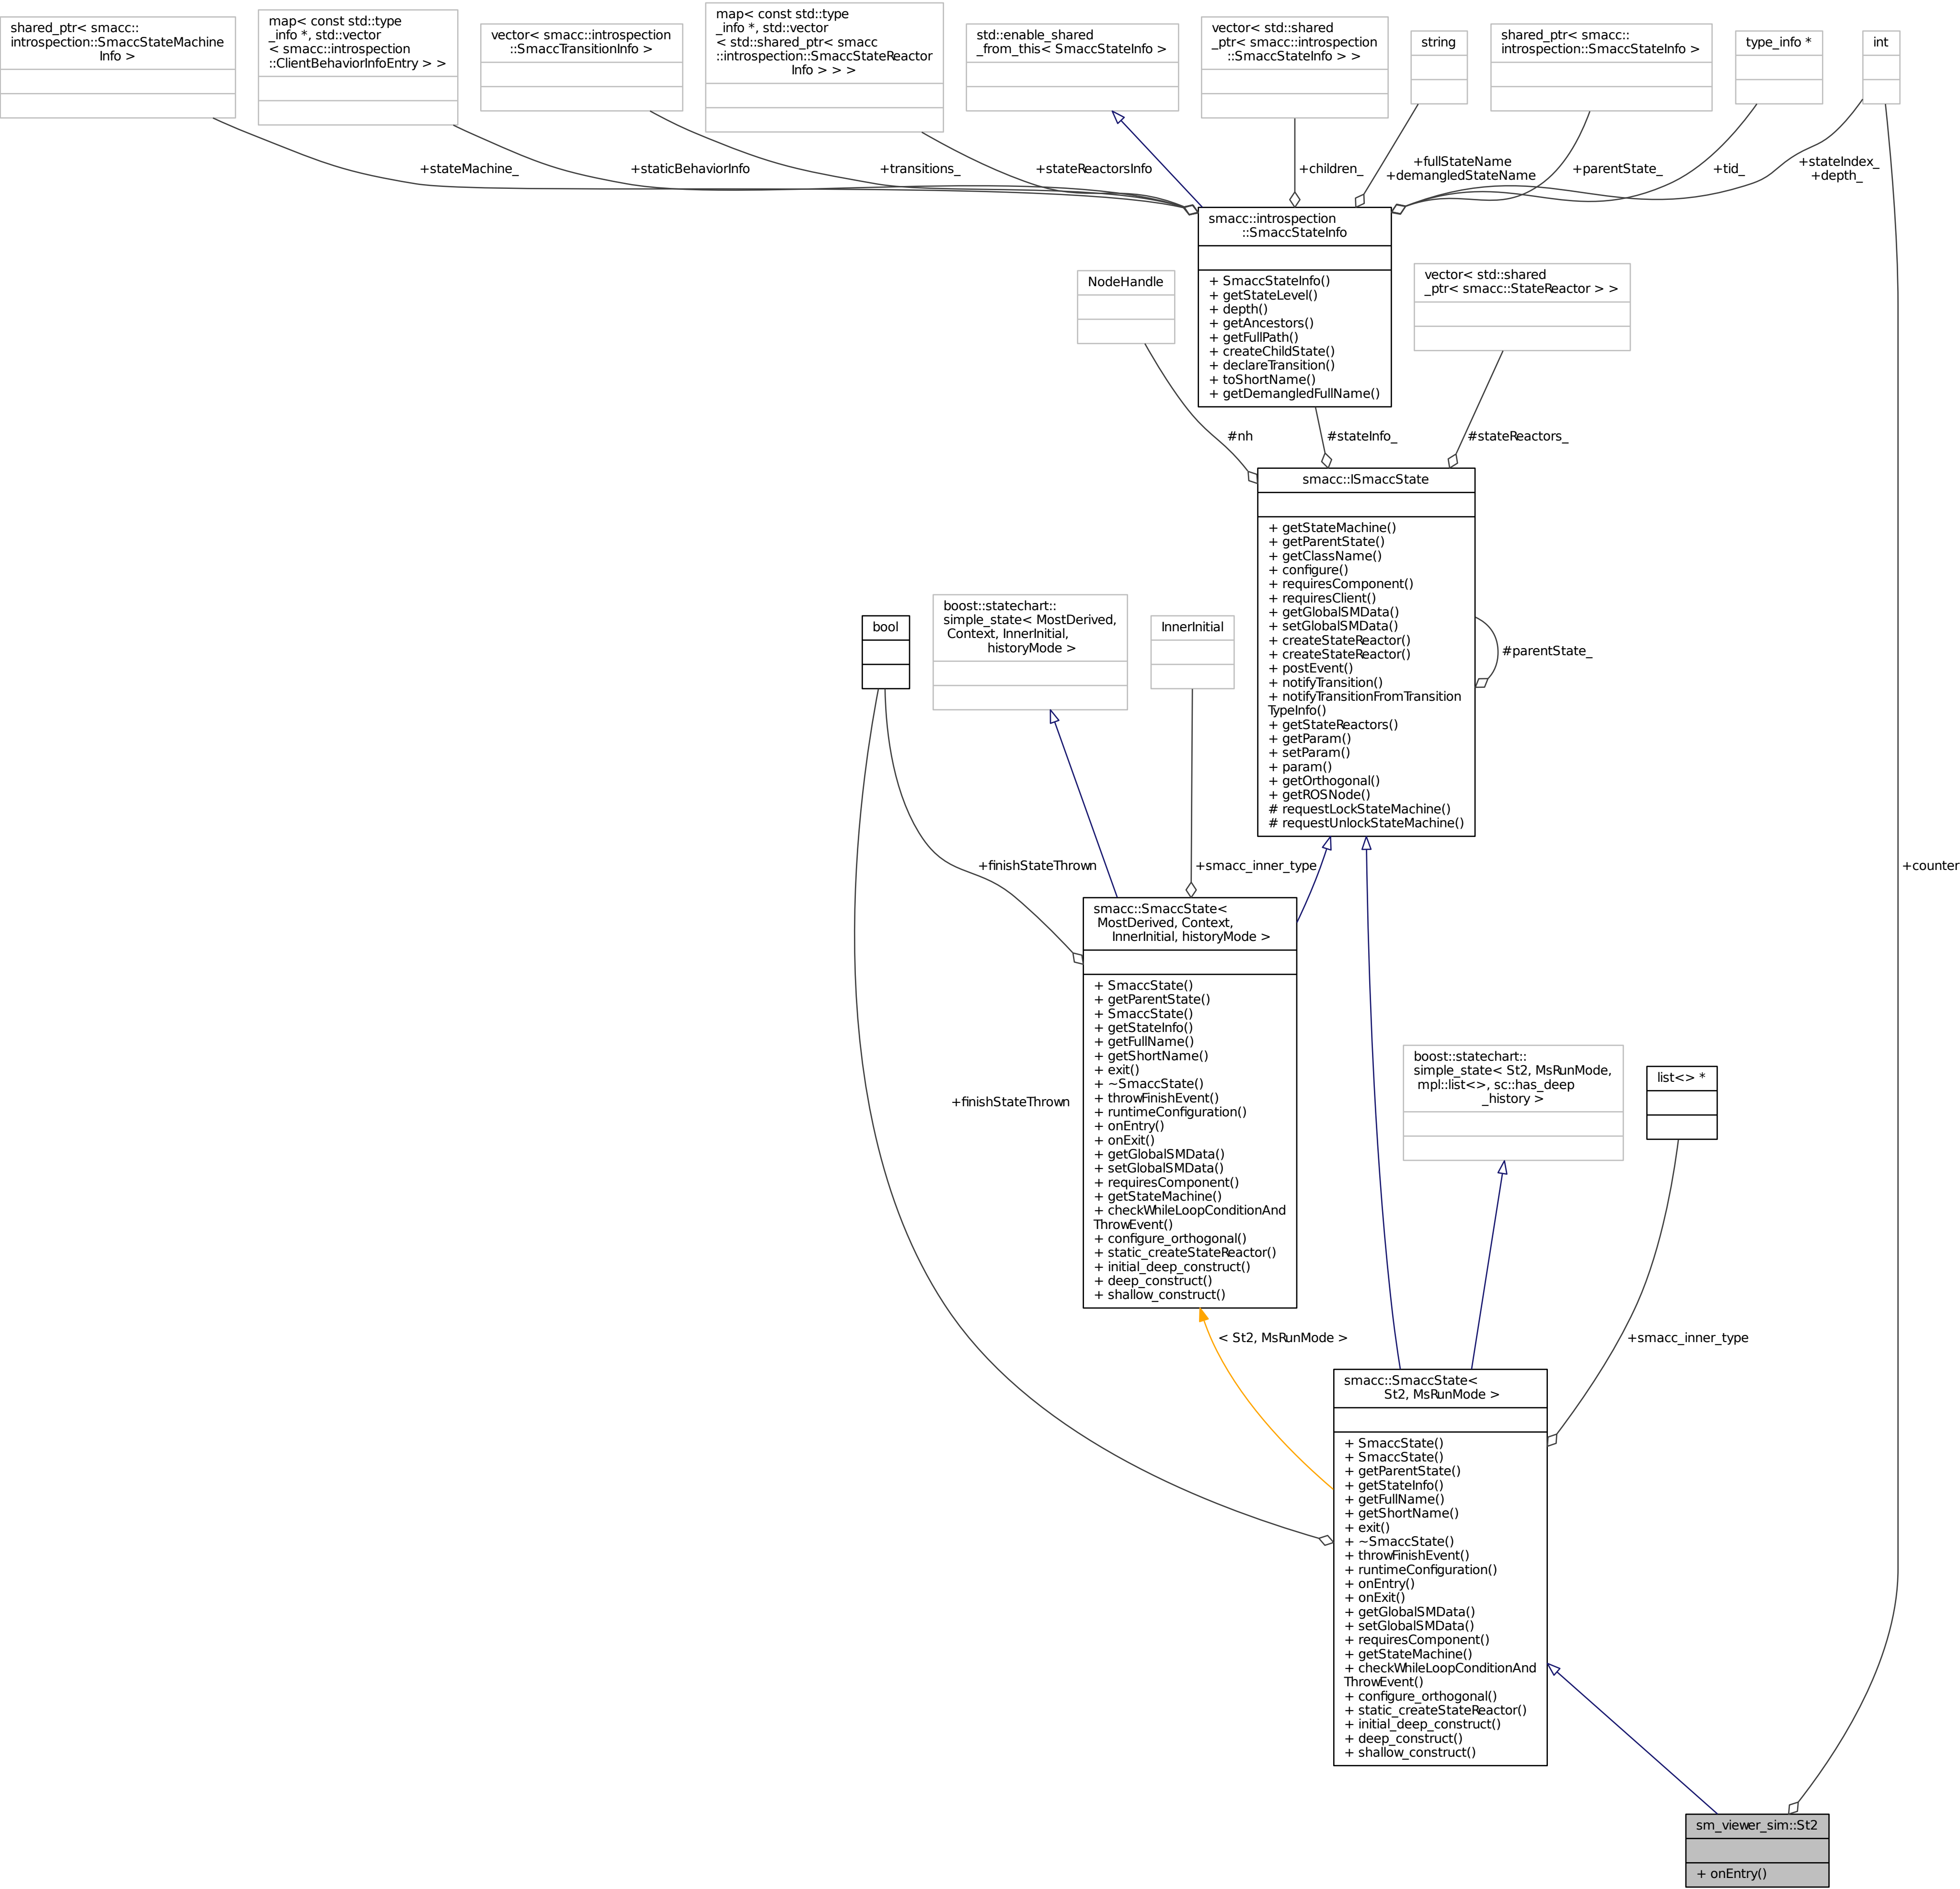 shared_ptr< smacc::
introspection::SmaccStateMachine
Info >
map< const std::type
_info *, std::vector
< smacc::introspection
::ClientBehaviorInfoEntry > >
vector< smacc::introspection
::SmaccTransitionInfo >
map< const std::type
_info *, std::vector
< std::shared_ptr< smacc
::introspection::SmaccStateReactor
Info > > >
std::enable_shared
_from_this< SmaccStateInfo >
vector< std::shared
_ptr< smacc::introspection
::SmaccStateInfo > >
string
shared_ptr< smacc::
introspection::SmaccStateInfo >
type_info *
int
+stateMachine_
+staticBehaviorInfo
+transitions_
+stateReactorsInfo
+children_
+fullStateName
+demangledStateName
+parentState_
+tid_
+stateIndex_
+depth_
smacc::introspection
::SmaccStateInfo
+ SmaccStateInfo()
+ getStateLevel()
+ depth()
+ getAncestors()
+ getFullPath()
+ createChildState()
+ declareTransition()
+ toShortName()
+ getDemangledFullName()
NodeHandle
vector< std::shared
_ptr< smacc::StateReactor > >
#nh
#stateInfo_
#stateReactors_
smacc::ISmaccState
+ getStateMachine()
+ getParentState()
+ getClassName()
+ configure()
+ requiresComponent()
+ requiresClient()
+ getGlobalSMData()
+ setGlobalSMData()
+ createStateReactor()
+ createStateReactor()
+ postEvent()
+ notifyTransition()
+ notifyTransitionFromTransition
TypeInfo()
+ getStateReactors()
+ getParam()
+ setParam()
+ param()
+ getOrthogonal()
+ getROSNode()
# requestLockStateMachine()
# requestUnlockStateMachine()
#parentState_
bool
boost::statechart::
simple_state< MostDerived,
Context, InnerInitial,
historyMode >
InnerInitial
+finishStateThrown
+smacc_inner_type
+counter
smacc::SmaccState<
MostDerived, Context,
InnerInitial, historyMode >
+ SmaccState()
+ getParentState()
+ SmaccState()
+ getStateInfo()
+ getFullName()
+ getShortName()
+ exit()
+ ~SmaccState()
+ throwFinishEvent()
+ runtimeConfiguration()
+ onEntry()
+ onExit()
+ getGlobalSMData()
+ setGlobalSMData()
+ requiresComponent()
+ getStateMachine()
+ checkWhileLoopConditionAnd
ThrowEvent()
+ configure_orthogonal()
+ static_createStateReactor()
+ initial_deep_construct()
+ deep_construct()
+ shallow_construct()
+finishStateThrown
boost::statechart::
simple_state< St2, MsRunMode,
mpl::list<>, sc::has_deep
_history >
list<> *
< St2, MsRunMode >
+smacc_inner_type
smacc::SmaccState<
St2, MsRunMode >
+ SmaccState()
+ SmaccState()
+ getParentState()
+ getStateInfo()
+ getFullName()
+ getShortName()
+ exit()
+ ~SmaccState()
+ throwFinishEvent()
+ runtimeConfiguration()
+ onEntry()
+ onExit()
+ getGlobalSMData()
+ setGlobalSMData()
+ requiresComponent()
+ getStateMachine()
+ checkWhileLoopConditionAnd
ThrowEvent()
+ configure_orthogonal()
+ static_createStateReactor()
+ initial_deep_construct()
+ deep_construct()
+ shallow_construct()
sm_viewer_sim::St2
+ onEntry()